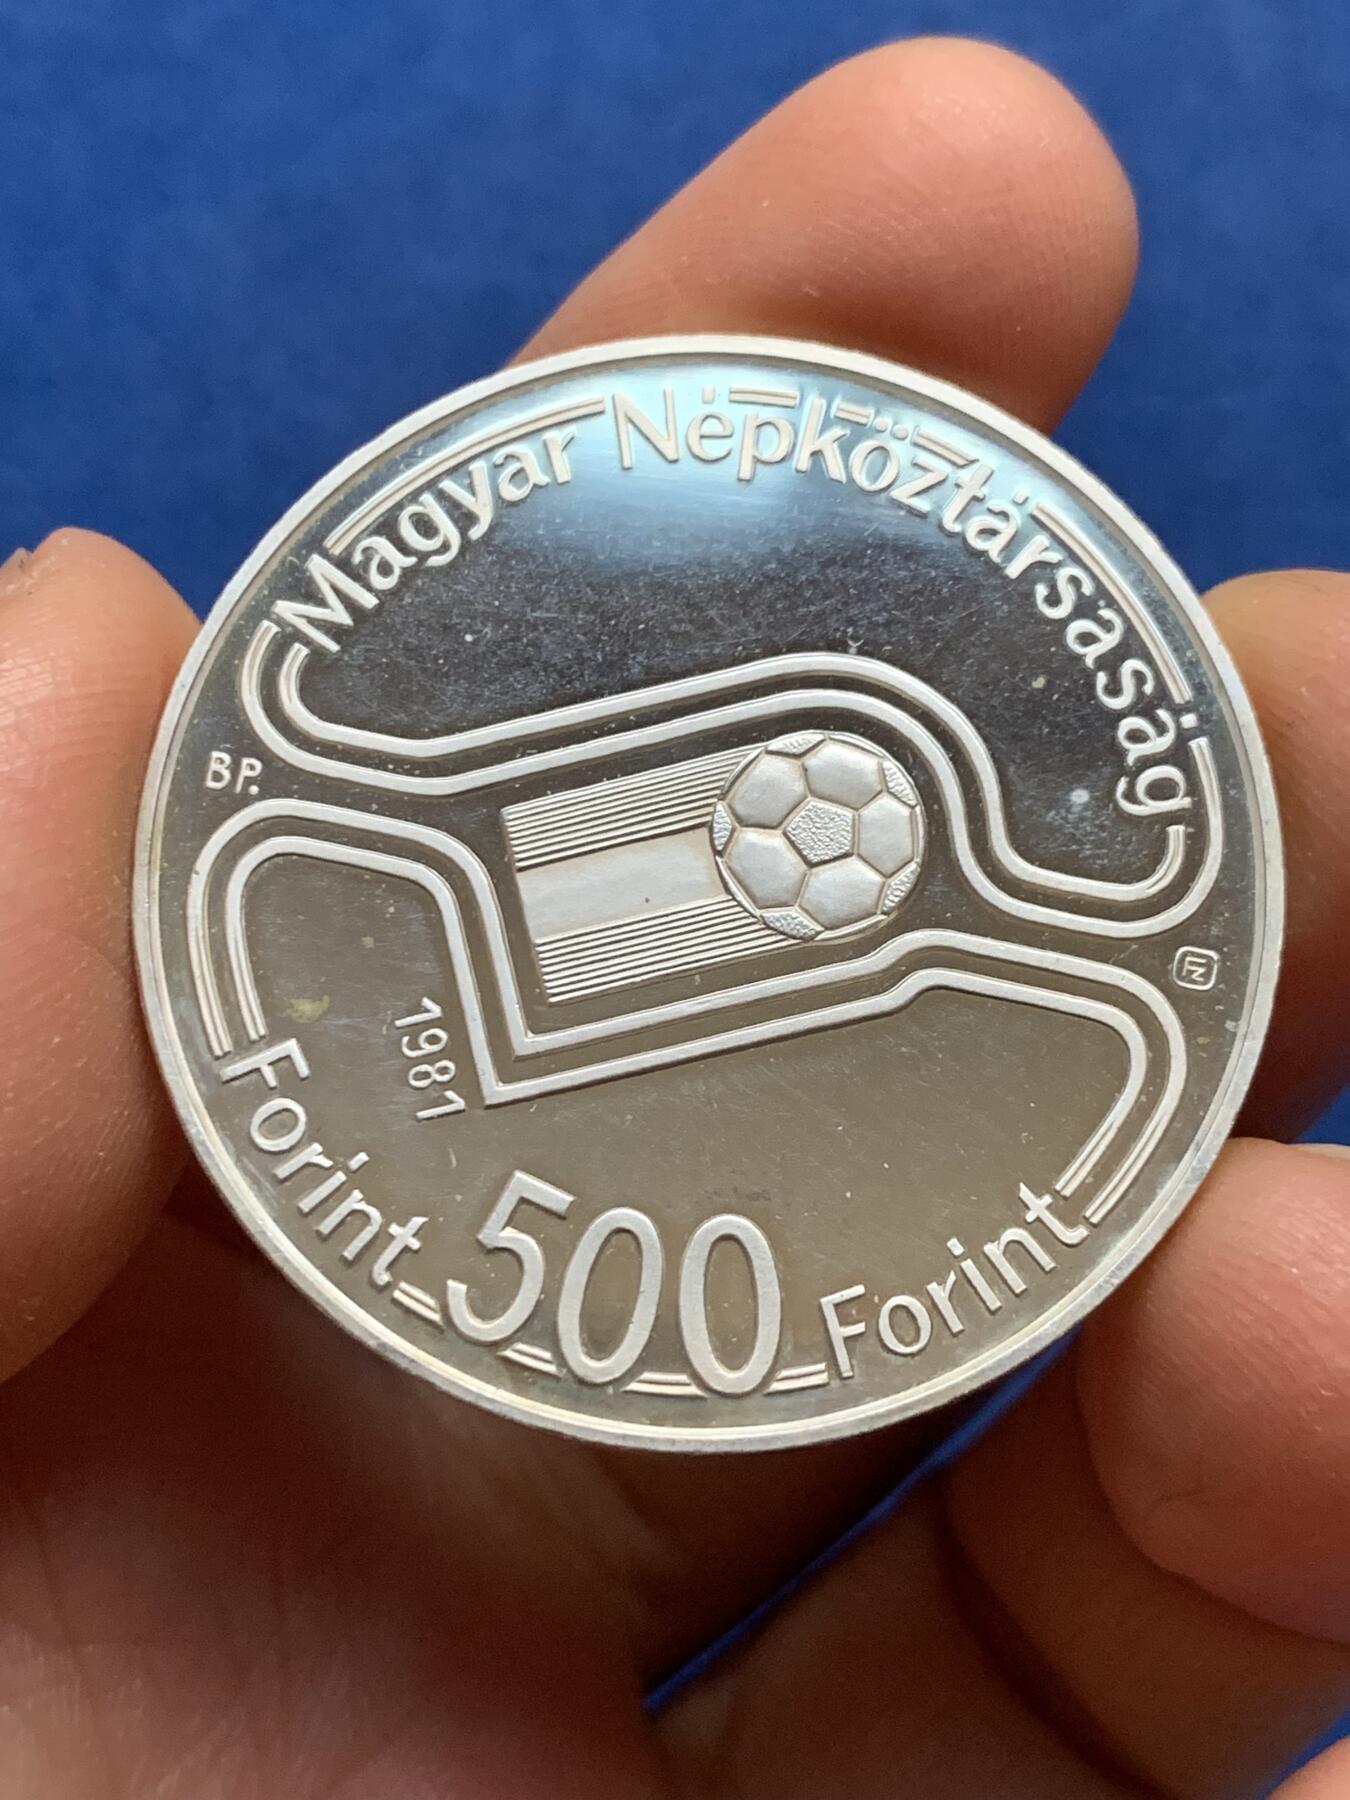 Magyar Népköztársaság
BP.
1981
Forint 500 Forint